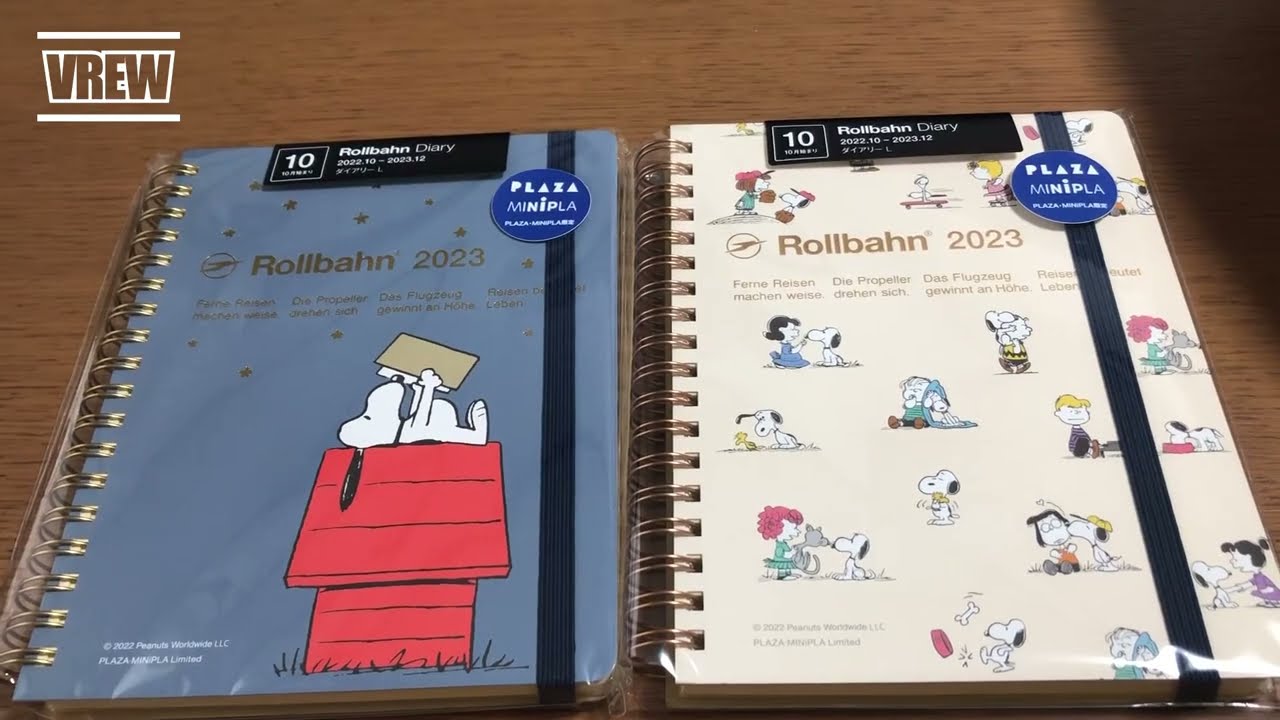 VREW
10
10月始まり
Rollbahn Diary
2022.10 – 2023.12
ダイアリー L
PLAZA
MiNiPLA
PLAZA・MiNiPLA限定
Rollbahn® 2023
Ferne Reisen Die Propeller Das Flugzeug Reisen
machen weise. drehen sich. gewinnt an Höhe. Leben
© 2022 Peanuts Worldwide LLC
PLAZA·MiNiPLA Limited
10
10月始まり
Rollbahn Diary
2022.10 – 2023.12
ダイアリー L
PLAZA
MiNiPLA
PLAZA・MiNiPLA限定
Rollbahn® 2023
Ferne Reisen Die Propeller Das Flugzeug
machen weise. drehen sich. gewinnt an Höhe.
© 2022 Peanuts Worldwide LLC
PLAZA·MiNiPLA Limited